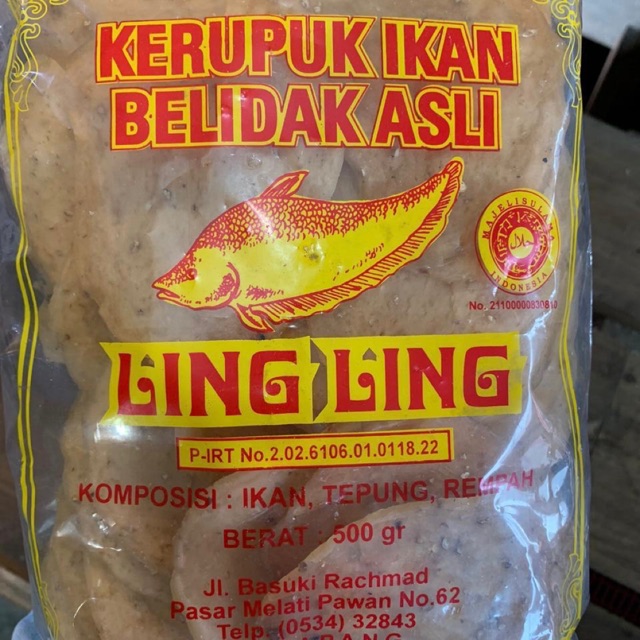 KERUPUK IKAN
BELIDAK ASLI
INDONESIA
LING LING
P-IRT No.2.02.6106.01.0118.22
KOMPOSISI : IKAN, TEPUNG, REMPAH
BERAT : 500 gr
Jl. Basuki Rachmad
Pasar Melati Pawan No.62
Telp. (0534) 32843